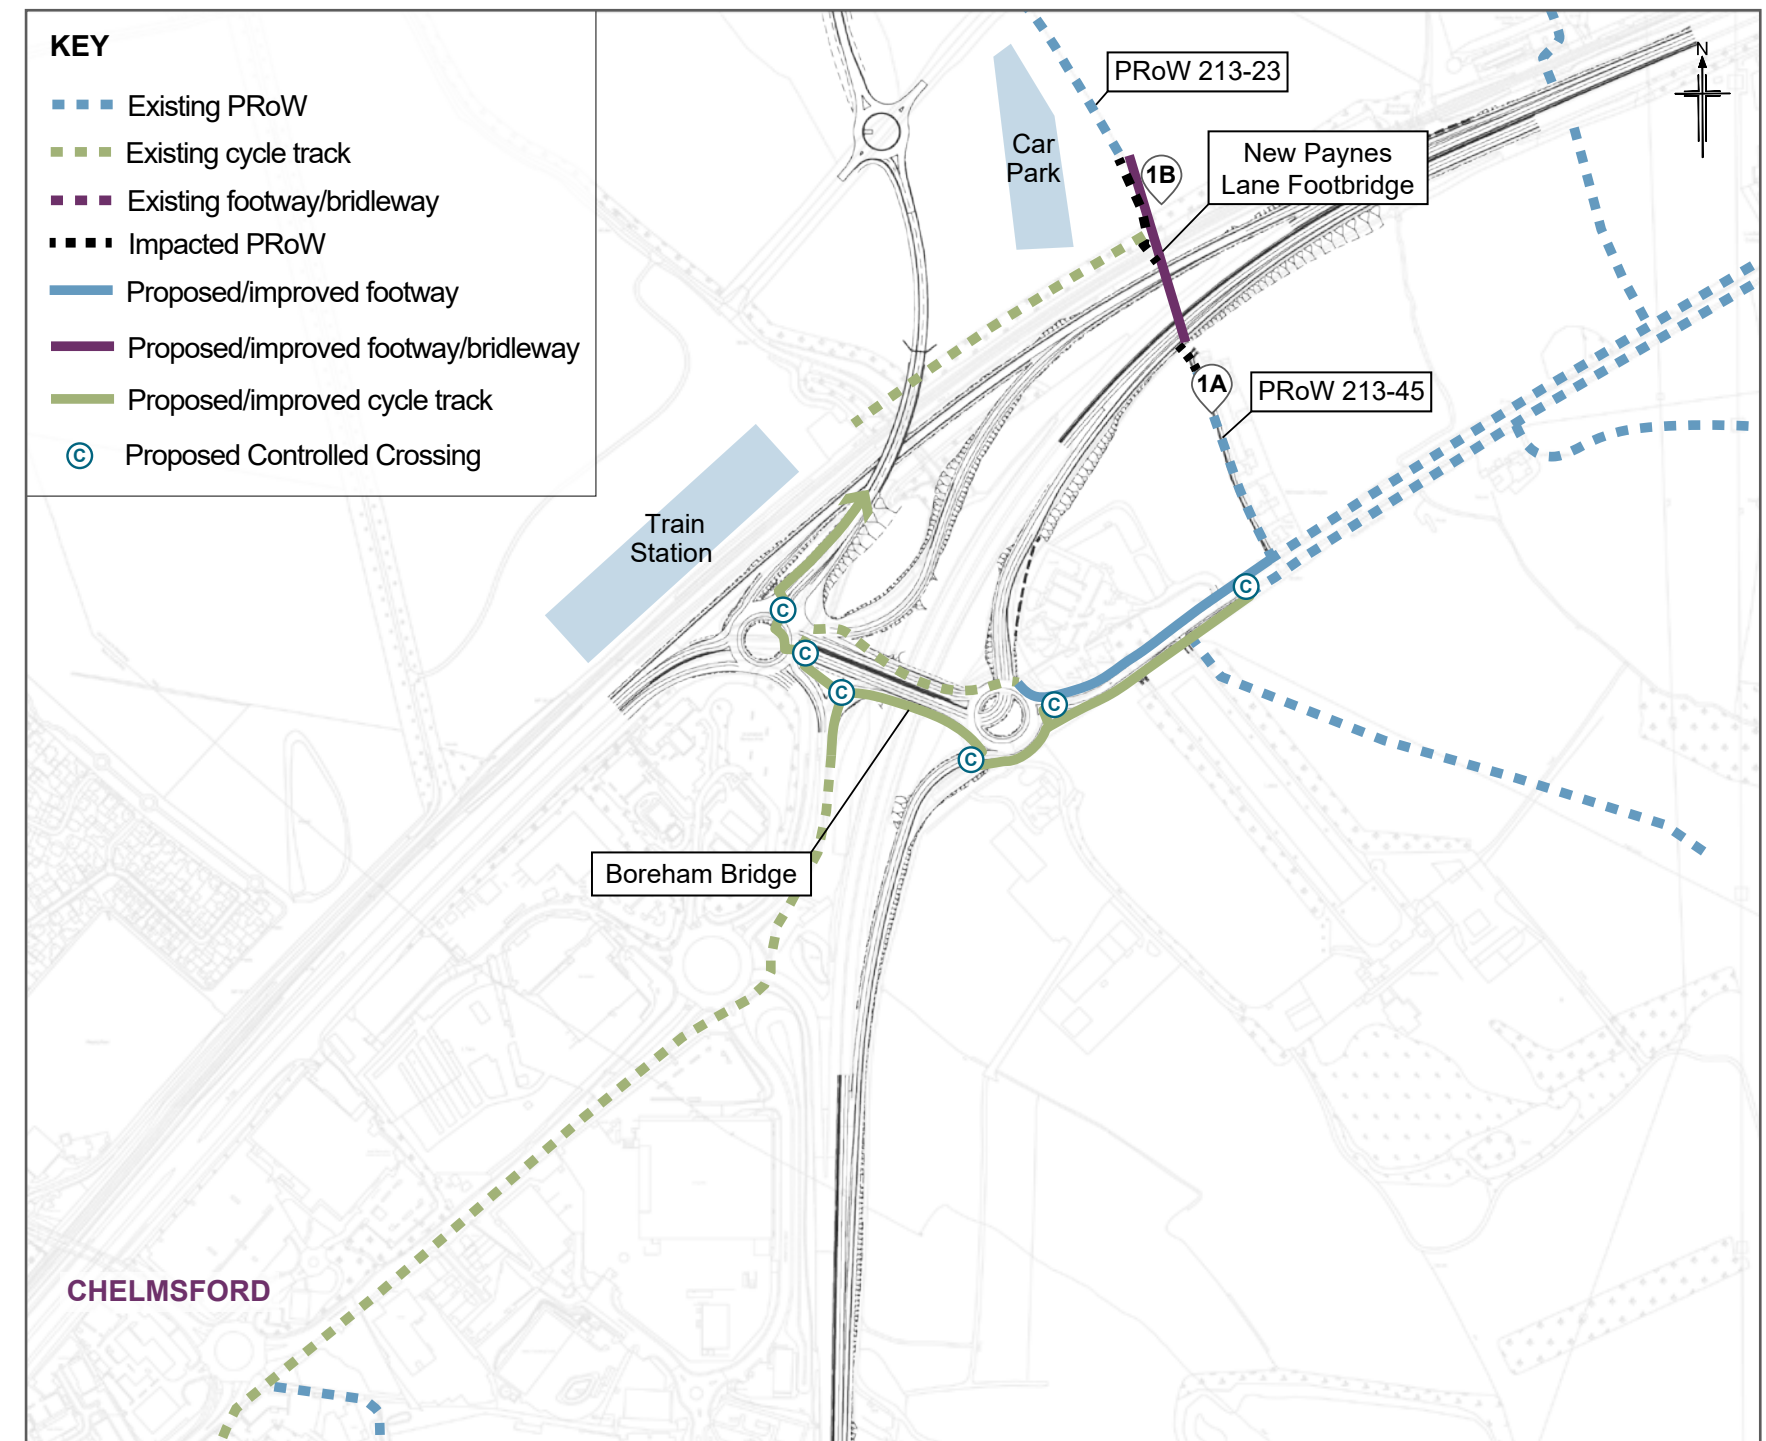 KEY
Existing PRoW
Existing cycle track
Existing footway/bridleway
Impacted PRoW
Proposed/improved footway
Proposed/improved footway/bridleway
Proposed/improved cycle track
C Proposed Controlled Crossing
N
PRoW 213-23
Car
Park
1B
New Paynes
Lane Footbridge
1A
PRoW 213-45
Train
Station
C
C
C
C
C
C
Boreham Bridge
CHELMSFORD